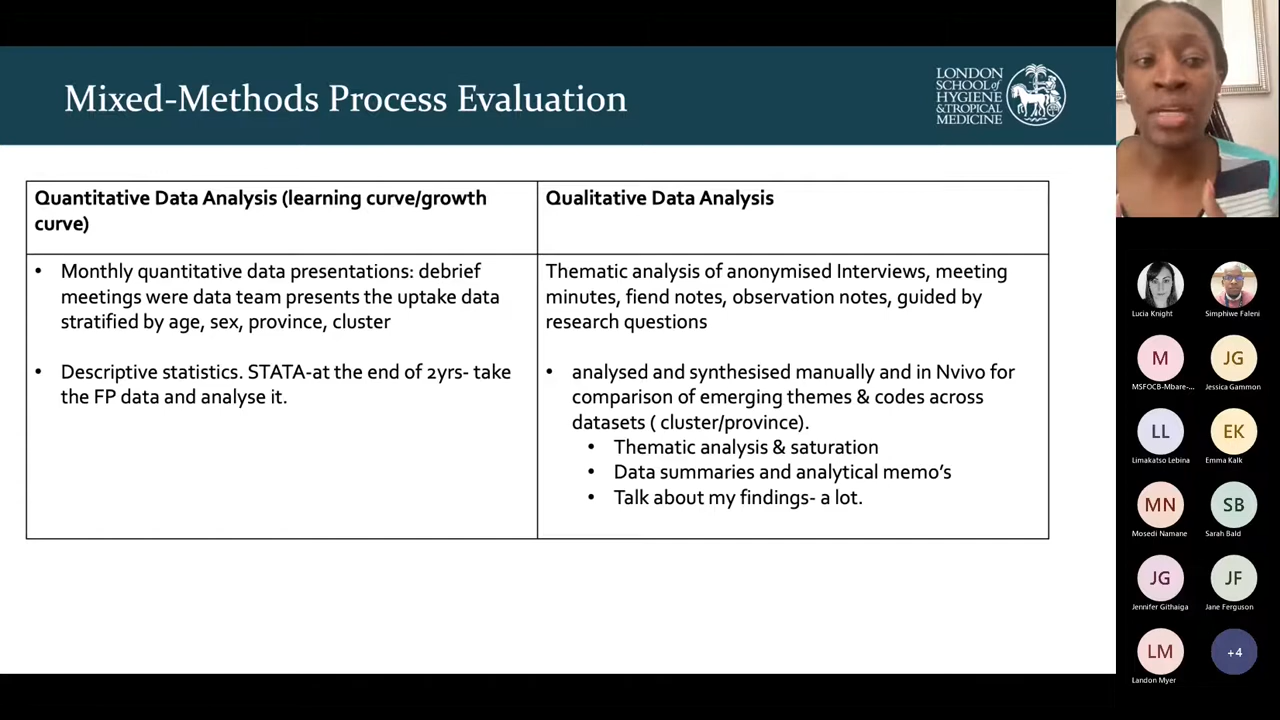 Mixed-Methods Process Evaluation
LONDON
SCHOOL of
HYGIENE
& TROPICAL
MEDICINE
Quantitative Data Analysis (learning curve/growth
curve)
• Monthly quantitative data presentations: debrief
meetings were data team presents the uptake data
stratified by age, sex, province, cluster
• Descriptive statistics. STATA-at the end of 2yrs- take
the FP data and analyse it.
Qualitative Data Analysis
Thematic analysis of anonymised Interviews, meeting
minutes, fiend notes, observation notes, guided by
research questions
• analysed and synthesised manually and in Nvivo for
comparison of emerging themes & codes across
datasets ( cluster/province).
• Thematic analysis & saturation
• Data summaries and analytical memo’s
• Talk about my findings- a lot.
Lucia Knight
Simphiwe Faleni
M
MSFOCB-Mbare-...
JG
Jessica Gammon
LL
Limakatso Lebina
EK
Emma Kalk
MN
Mosedi Namane
SB
Sarah Bald
JG
Jennifer Githaiga
JF
Jane Ferguson
LM
Landon Myer
+4